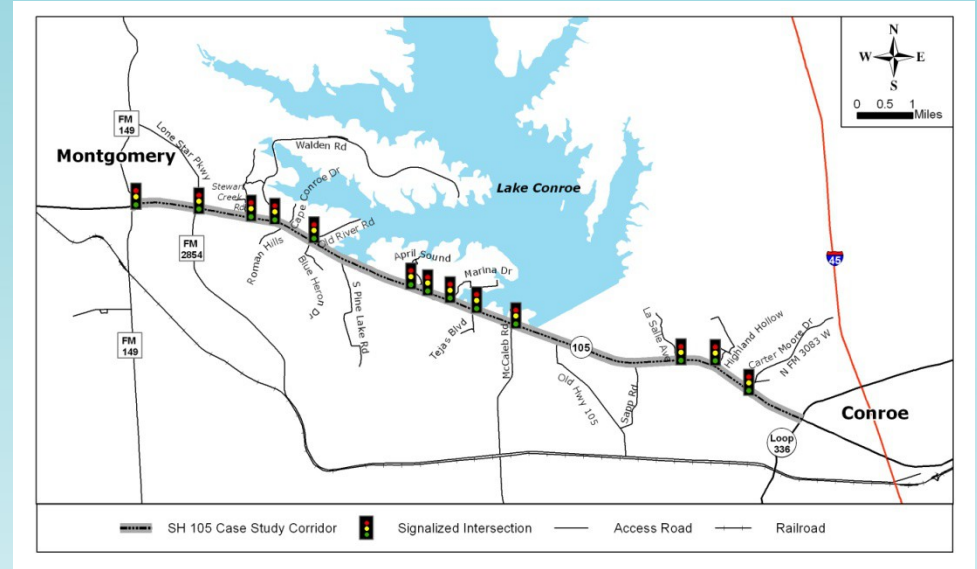 N
W
E
S
0 0.5 1
Miles
FM
149
Lone Star Pkwy
Montgomery
Walden Rd
Stewart
Creek
Rd
Cape Conroe Dr
Lake Conroe
Old River Rd
FM
2854
Roman Hills
Blue Heron Dr
S Pine Lake Rd
April Sound
Marina Dr
45
FM
149
Tejas Blvd
McCaleb Rd
105
La Salle Ave
Highland Hollow
Carter Moore Dr
N FM 3083 W
Old Hwy 105
Sapp Rd
Conroe
Loop
336
SH 105 Case Study Corridor
Signalized Intersection
Access Road
Railroad